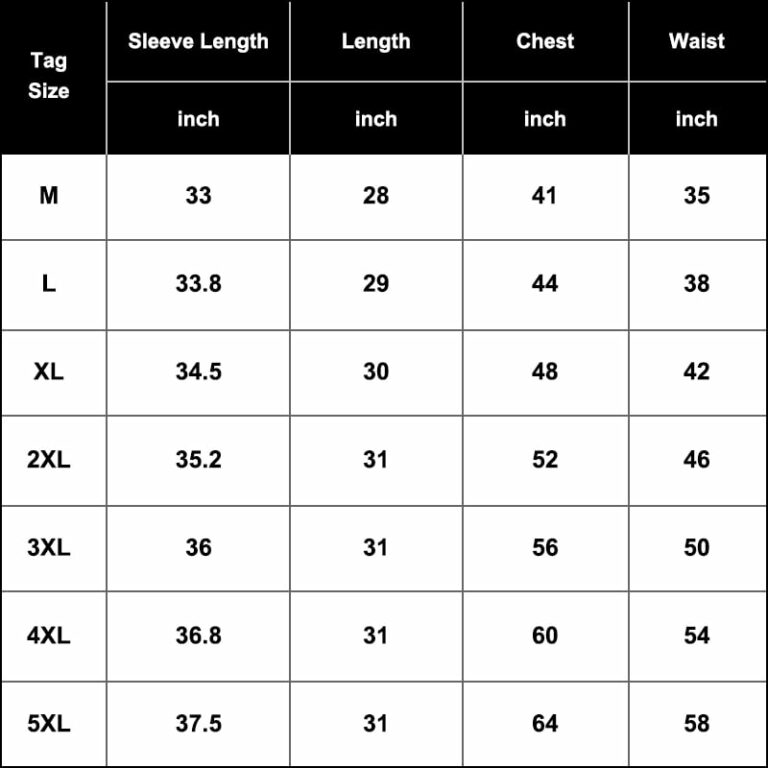 Tag Size Sleeve Length Length Chest Waist
inch inch inch inch
M 33 28 41 35
L 33.8 29 44 38
XL 34.5 30 48 42
2XL 35.2 31 52 46
3XL 36 31 56 50
4XL 36.8 31 60 54
5XL 37.5 31 64 58